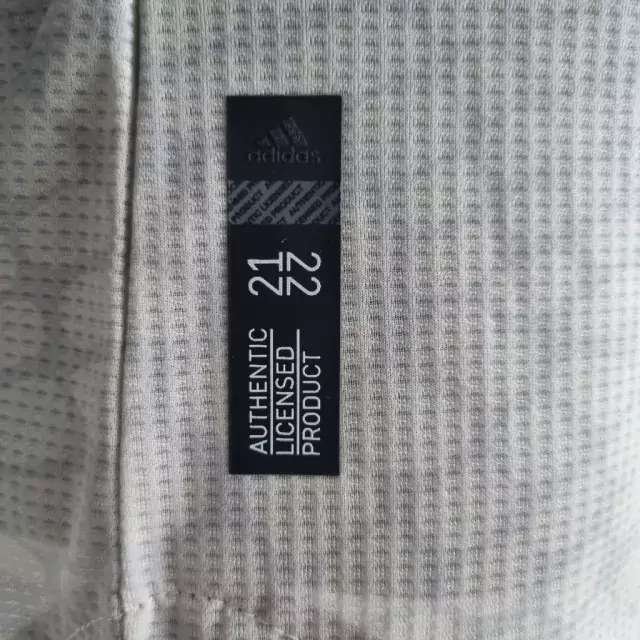 adidas
21
22
AUTHENTIC
LICENSED
PRODUCT